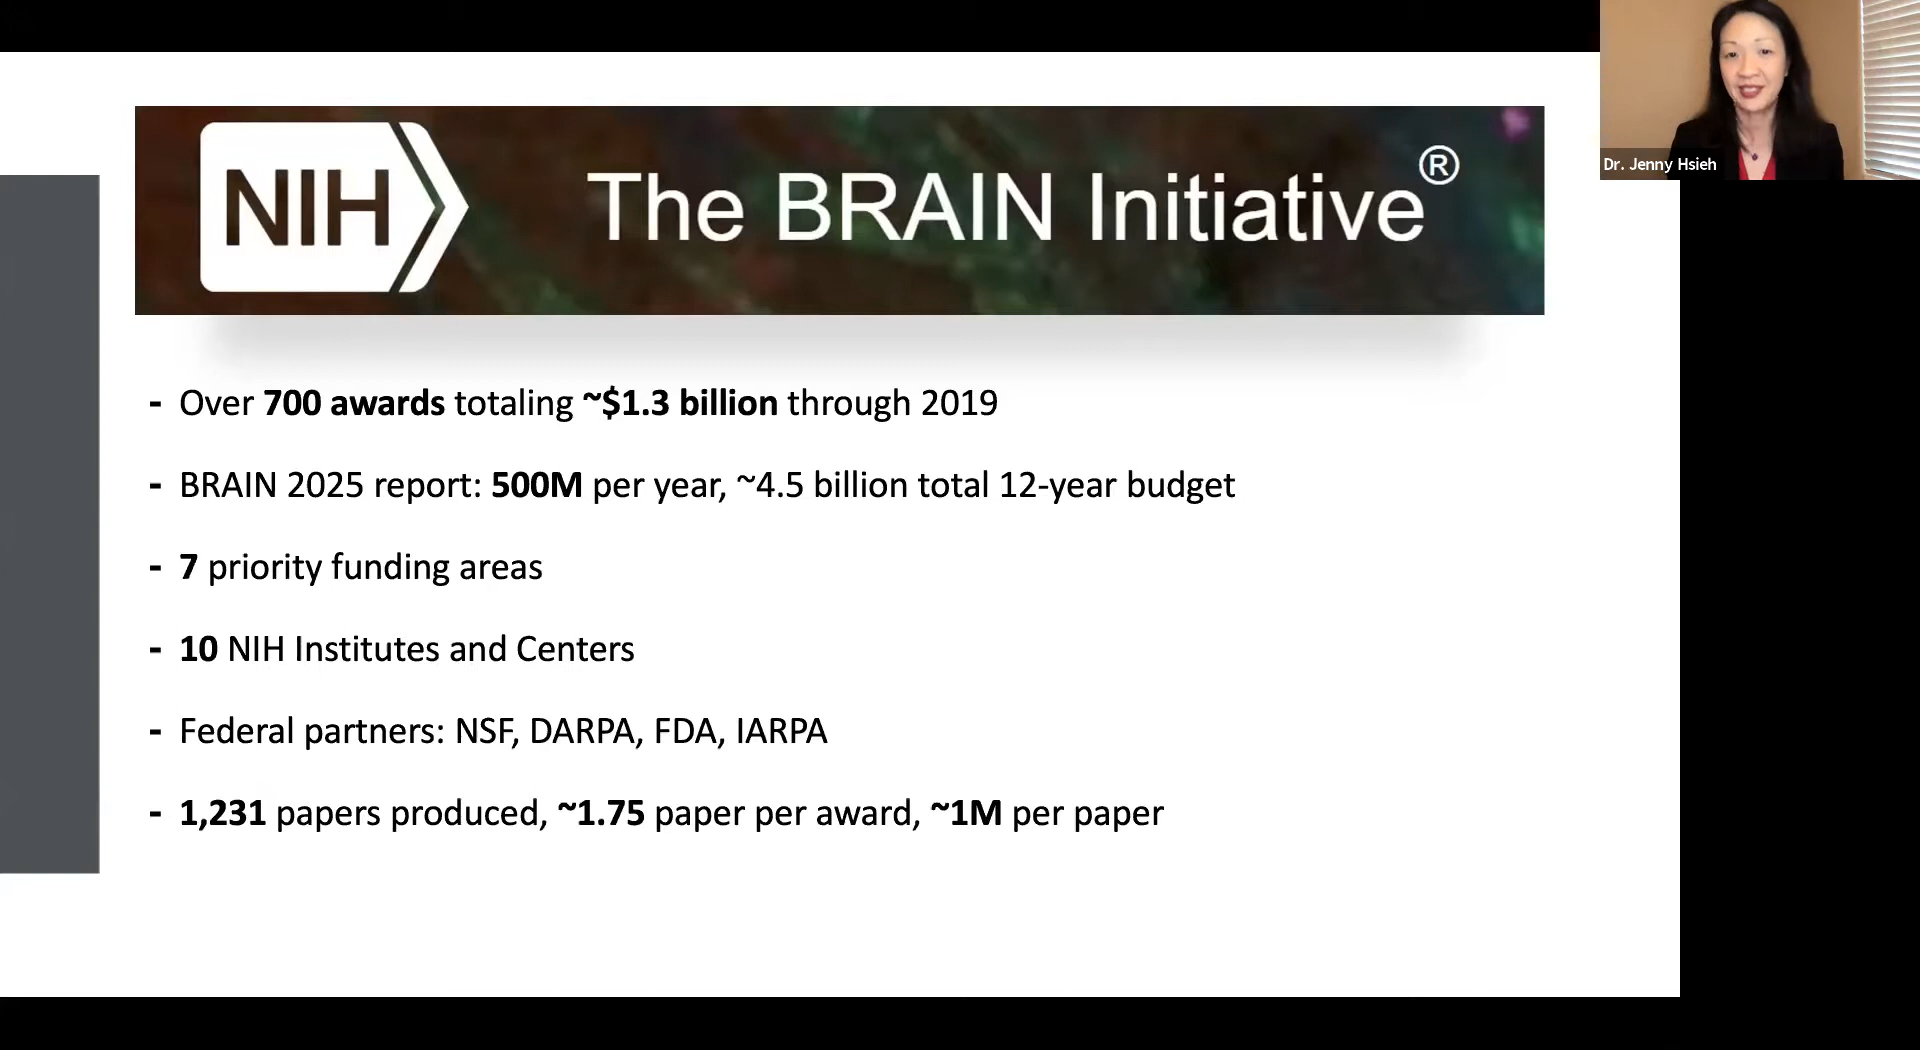 NIH
The BRAIN Initiative®
Dr. Jenny Hsieh
- Over 700 awards totaling ~$1.3 billion through 2019
- BRAIN 2025 report: 500M per year, ~4.5 billion total 12-year budget
- 7 priority funding areas
- 10 NIH Institutes and Centers
- Federal partners: NSF, DARPA, FDA, IARPA
- 1,231 papers produced, ~1.75 paper per award, ~1M per paper